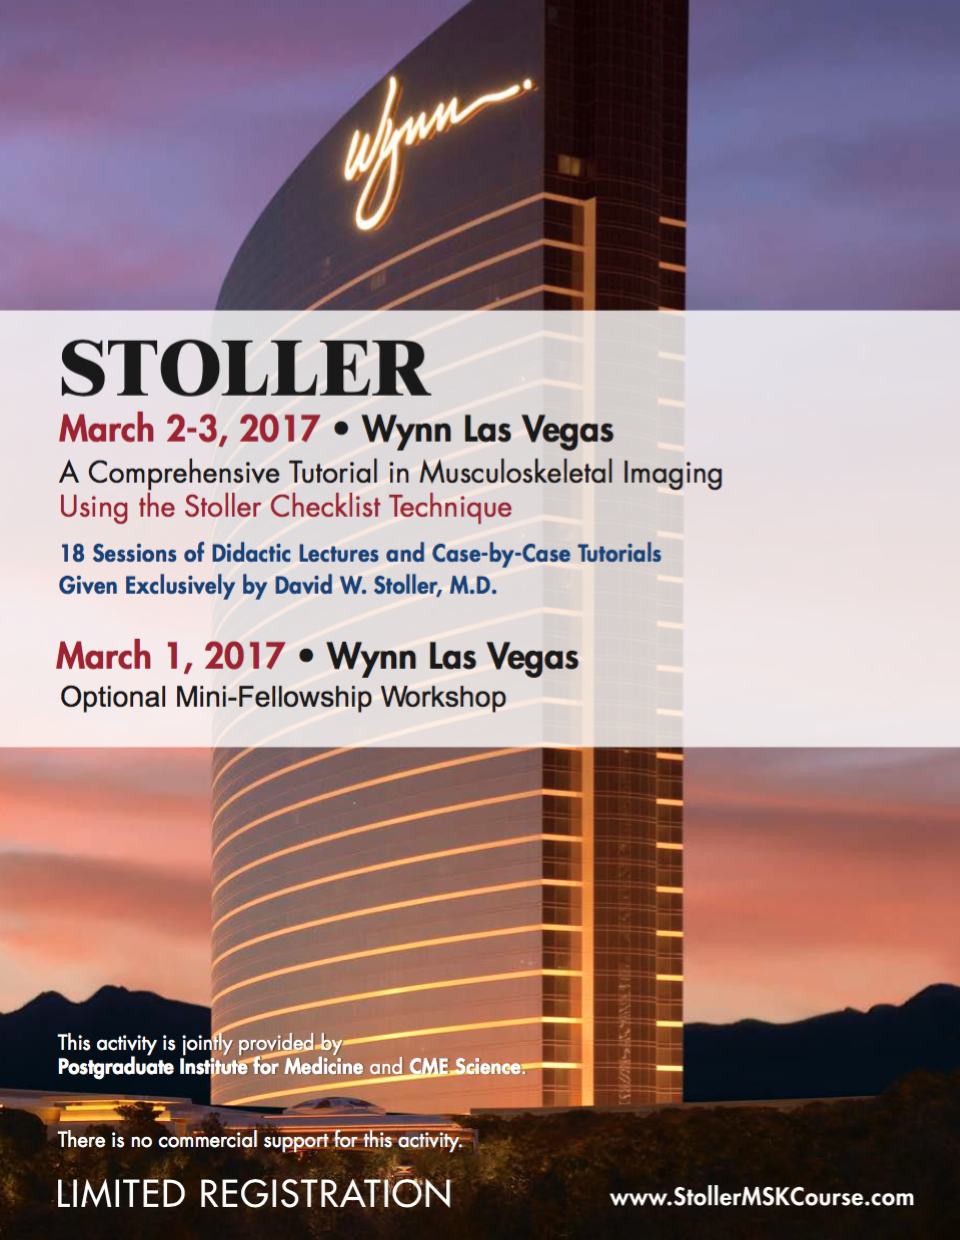 Wynn.
STOLLER
March 2-3, 2017 • Wynn Las Vegas
A Comprehensive Tutorial in Musculoskeletal Imaging
Using the Stoller Checklist Technique
18 Sessions of Didactic Lectures and Case-by-Case Tutorials
Given Exclusively by David W. Stoller, M.D.
March 1, 2017 • Wynn Las Vegas
Optional Mini-Fellowship Workshop
This activity is jointly provided by
Postgraduate Institute for Medicine and CME Science.
There is no commercial support for this activity.
LIMITED REGISTRATION
www.StollerMSKCourse.com